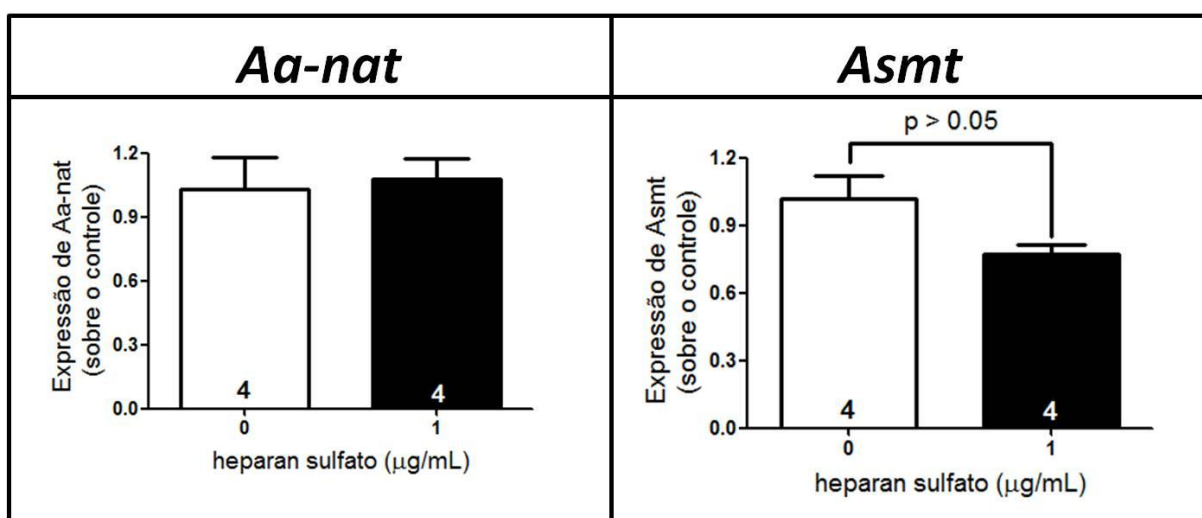 Aa-nat
Expressão de Aa-nat
(sobre o controle)
1.2
0.9
0.6
0.3
0.0
4
4
0
1
heparan sulfato (μg/mL)
Asmt
p > 0.05
Expressão de Asmt
(sobre o controle)
1.2
0.9
0.6
0.3
0.0
4
4
0
1
heparan sulfato (μg/mL)